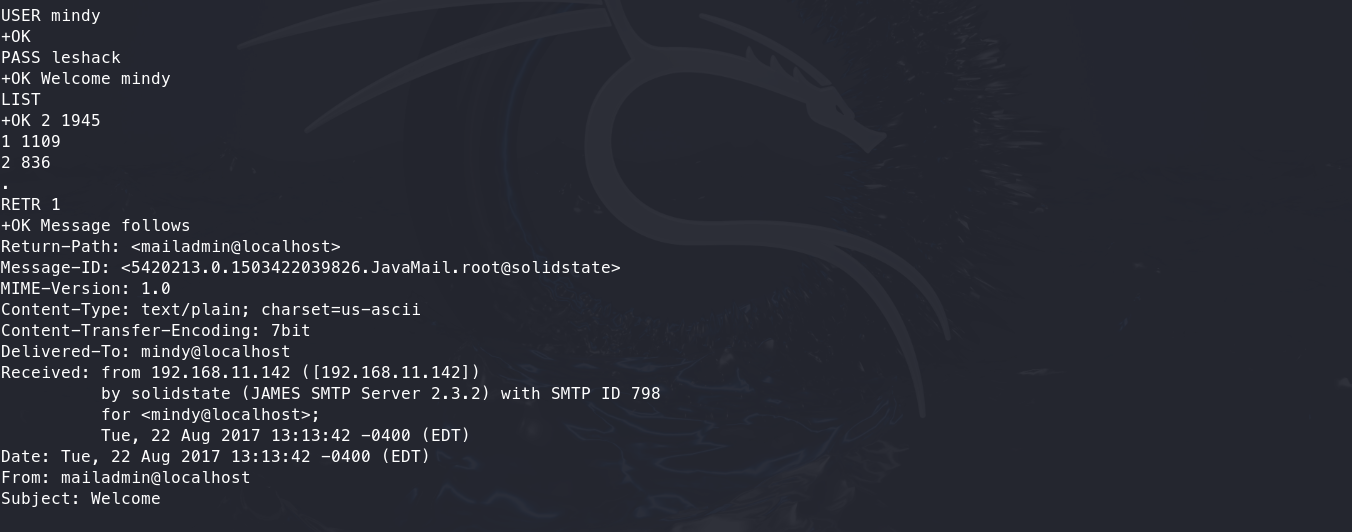 USER mindy
+OK
PASS leshack
+OK Welcome mindy
LIST
+OK 2 1945
1 1109
2 836
.
RETR 1
+OK Message follows
Return-Path: <mailadmin@localhost>
Message-ID: <5420213.0.1503422039826.JavaMail.root@solidstate>
MIME-Version: 1.0
Content-Type: text/plain; charset=us-ascii
Content-Transfer-Encoding: 7bit
Delivered-To: mindy@localhost
Received: from 192.168.11.142 ([192.168.11.142])
          by solidstate (JAMES SMTP Server 2.3.2) with SMTP ID 798
          for <mindy@localhost>;
          Tue, 22 Aug 2017 13:13:42 -0400 (EDT)
Date: Tue, 22 Aug 2017 13:13:42 -0400 (EDT)
From: mailadmin@localhost
Subject: Welcome